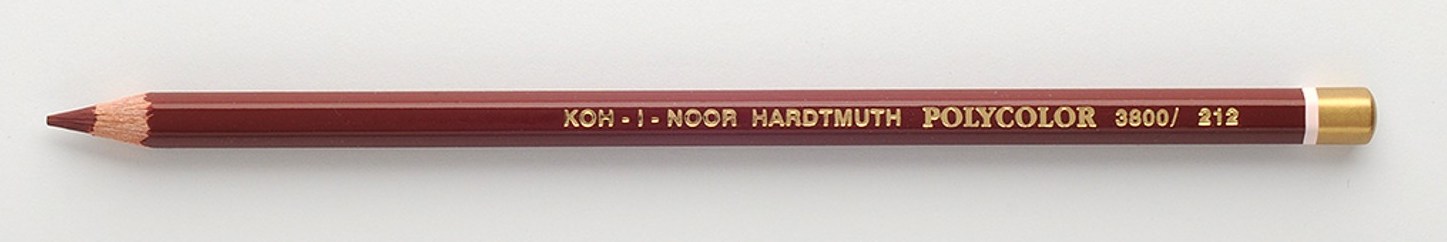 KOH-I-NOOR HARDTMUTH POLYCOLOR 3800/ 212